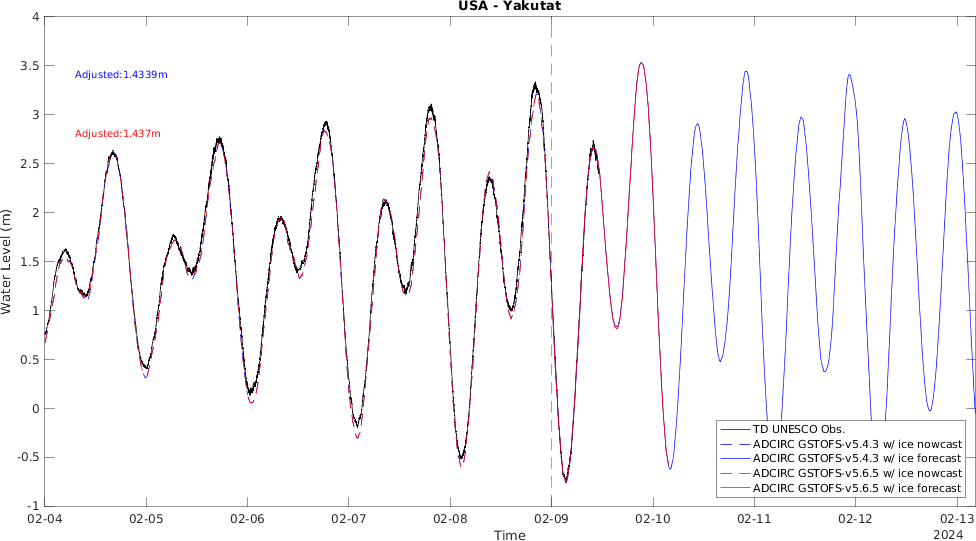 USA - Yakutat
4
3.5
3
2.5
2
1.5
1
0.5
0
-0.5
-1
Water Level (m)
Adjusted:1.4339m
Adjusted:1.437m
TD UNESCO Obs.
ADCIRC GSTOFS-v5.4.3 w/ ice nowcast
ADCIRC GSTOFS-v5.4.3 w/ ice forecast
ADCIRC GSTOFS-v5.6.5 w/ ice nowcast
ADCIRC GSTOFS-v5.6.5 w/ ice forecast
02-04 02-05 02-06 02-07 02-08 02-09 02-10 02-11 02-12 02-13
Time
2024